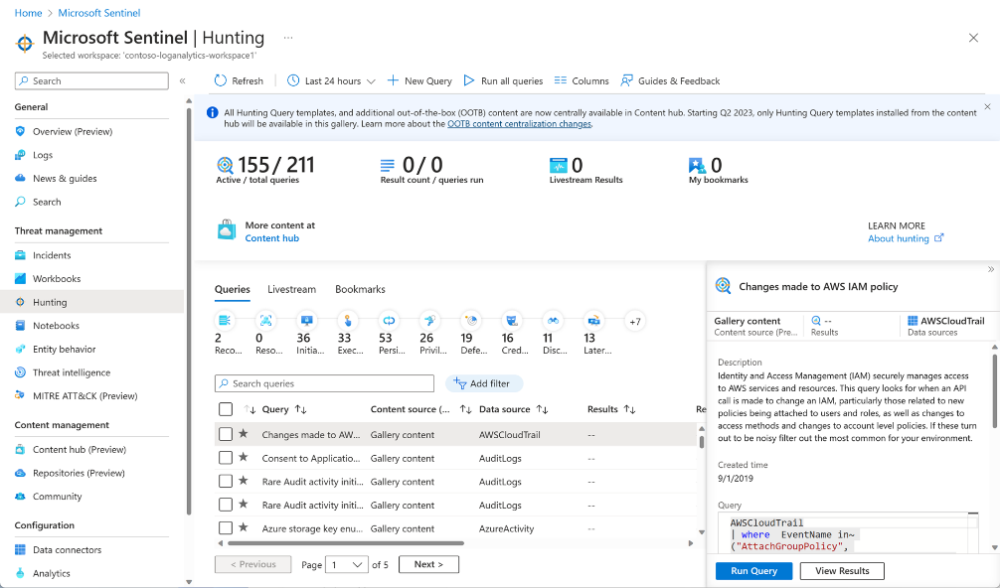 Home > Microsoft Sentinel
Microsoft Sentinel | Hunting ...
Selected workspace: 'contoso-loganalytics-workspace1'
Search
«
Refresh
Last 24 hours
New Query
Run all queries
Columns
Guides & Feedback
General
Overview (Preview)
Logs
News & guides
Search
Threat management
Incidents
Workbooks
Hunting
Notebooks
Entity behavior
Threat intelligence
MITRE ATT&CK (Preview)
Content management
Content hub (Preview)
Repositories (Preview)
Community
Configuration
Data connectors
Analytics
All Hunting Query templates, and additional out-of-the-box (OOTB) content are now centrally available in Content hub. Starting Q2 2023, only Hunting Query templates installed from the content
hub will be available in this gallery. Learn more about the OOTB content centralization changes.
155 / 211
Active / total queries
0 / 0
Result count / queries run
0
Livestream Results
0
My bookmarks
More content at
Content hub
LEARN MORE
About hunting
Queries Livestream Bookmarks
2 0 36 33 53 26 19 16 11 13 +7
Reco... Reso... Initia... Exec... Persi... Privil... Defe... Cred... Disc... Later...
Search queries
Add filter
Query Content source (... Data source Results Re
Changes made to AW... Gallery content AWSCloudTrail --
Consent to Applicatio... Gallery content AuditLogs --
Rare Audit activity initi... Gallery content AuditLogs --
Rare Audit activity initi... Gallery content AuditLogs --
Azure storage key enu... Gallery content AzureActivity --
< Previous Page 1 of 5 Next >
»
Changes made to AWS IAM policy
Gallery content
Content source (Pre...
--
Results
AWSCloudTrail
Data sources
Description
Identity and Access Management (IAM) securely manages access
to AWS services and resources. This query looks for when an API
call is made to change an IAM, particularly those related to new
policies being attached to users and roles, as well as changes to
access methods and changes to account level policies. If these turn
out to be noisy filter out the most common for your environment.
Created time
9/1/2019
Query
AWSCloudTrail
| where EventName in~
("AttachGroupPolicy",
Run Query
View Results